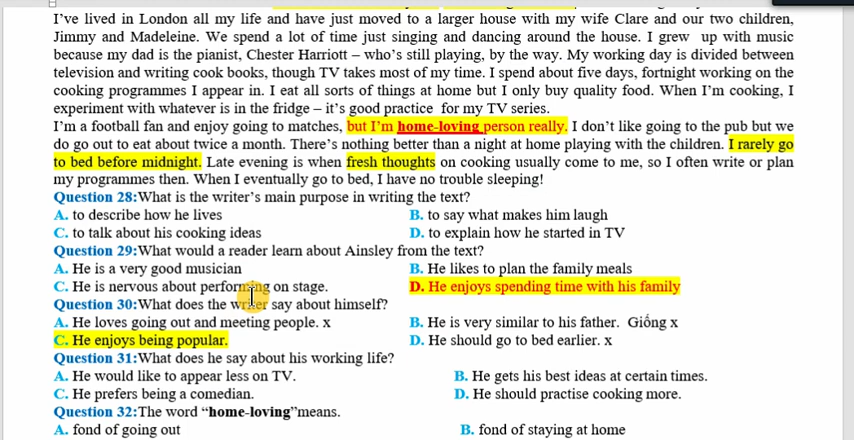 I've lived in London all my life and have just moved to a larger house with my wife Clare and our two children,
Jimmy and Madeleine. We spend a lot of time just singing and dancing around the house. I grew up with music
because my dad is the pianist, Chester Harriott – who's still playing, by the way. My working day is divided between
television and writing cook books, though TV takes most of my time. I spend about five days, fortnight working on the
cooking programmes I appear in. I eat all sorts of things at home but I only buy quality food. When I'm cooking, I
experiment with whatever is in the fridge – it's good practice for my TV series.
I'm a football fan and enjoy going to matches, but I'm home-loving person really. I don't like going to the pub but we
do go out to eat about twice a month. There's nothing better than a night at home playing with the children. I rarely go
to bed before midnight. Late evening is when fresh thoughts on cooking usually come to me, so I often write or plan
my programmes then. When I eventually go to bed, I have no trouble sleeping!
Question 28:What is the writer's main purpose in writing the text?
A. to describe how he lives B. to say what makes him laugh
C. to talk about his cooking ideas D. to explain how he started in TV
Question 29:What would a reader learn about Ainsley from the text?
A. He is a very good musician B. He likes to plan the family meals
C. He is nervous about performing on stage. D. He enjoys spending time with his family
Question 30:What does the writer say about himself?
A. He loves going out and meeting people. x B. He is very similar to his father. Giống x
C. He enjoys being popular. D. He should go to bed earlier. x
Question 31:What does he say about his working life?
A. He would like to appear less on TV. B. He gets his best ideas at certain times.
C. He prefers being a comedian. D. He should practise cooking more.
Question 32:The word “home-loving”means.
A. fond of going out B. fond of staying at home